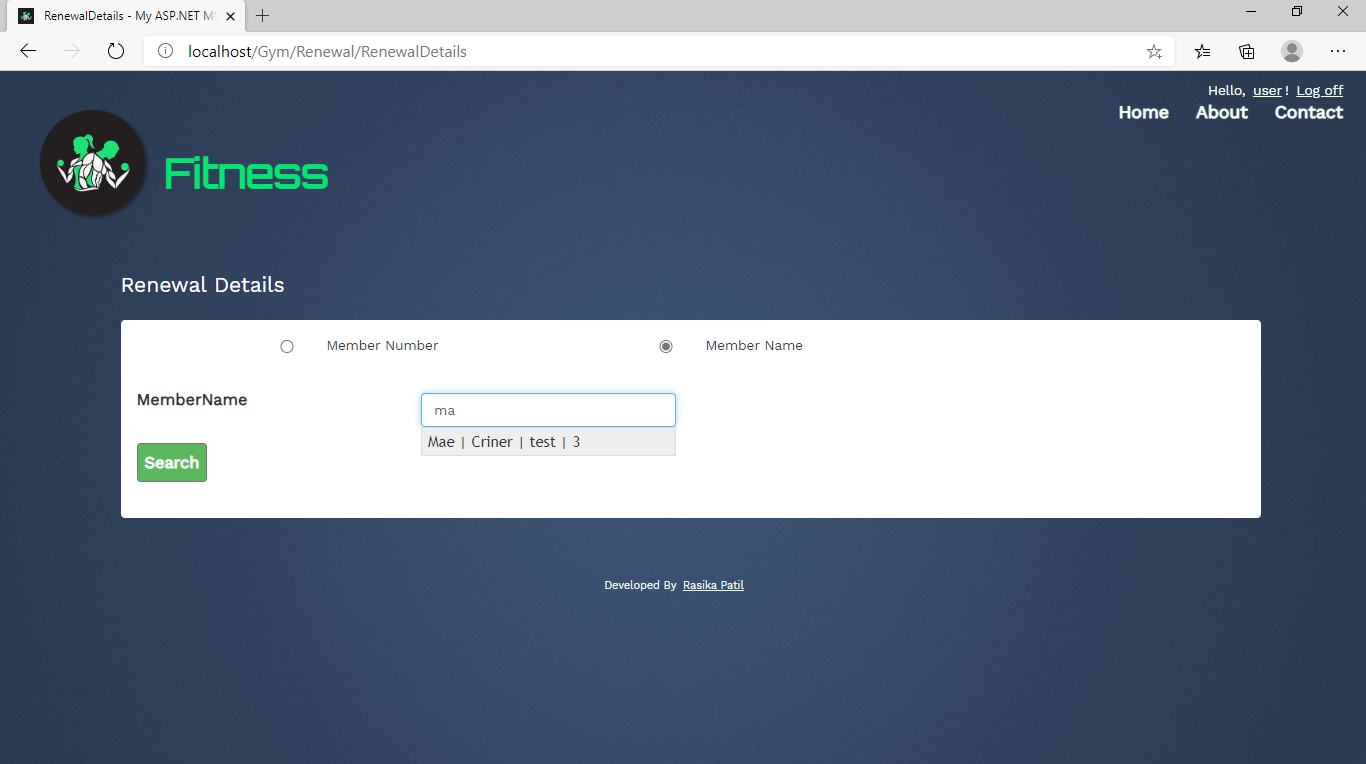 RenewalDetails - My ASP.NET M
localhost/Gym/Renewal/RenewalDetails
Hello, user! Log off
Home About Contact
Fitness
Renewal Details
Member Number Member Name
MemberName
ma
Mae | Criner | test | 3
Search
Developed By Rasika Patil